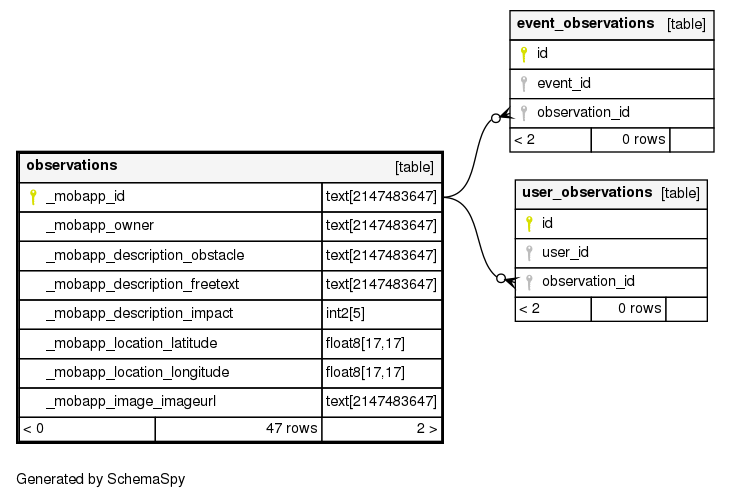 event_observations [table]
id
event_id
observation_id
< 2 0 rows
observations [table]
_mobapp_id text[2147483647]
_mobapp_owner text[2147483647]
_mobapp_description_obstacle text[2147483647]
_mobapp_description_freetext text[2147483647]
_mobapp_description_impact int2[5]
_mobapp_location_latitude float8[17,17]
_mobapp_location_longitude float8[17,17]
_mobapp_image_imageurl text[2147483647]
< 0 47 rows 2 >
user_observations [table]
id
user_id
observation_id
< 2 0 rows
Generated by SchemaSpy